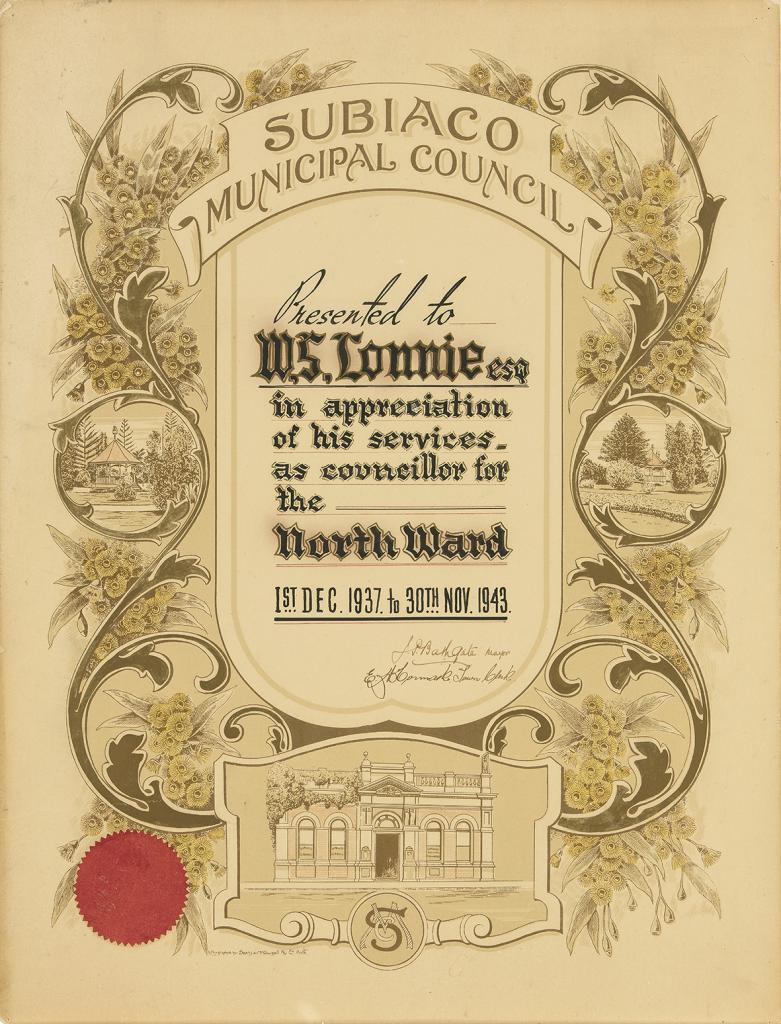 SUBIACO
MUNICIPAL COUNCIL
Presented to
W.S. Lonnie esq
in appreciation
of his services
as councillor for
the
North Ward
1ST. DEC. 1937. to 30TH NOV. 1943.
Mayor
Town Clerk